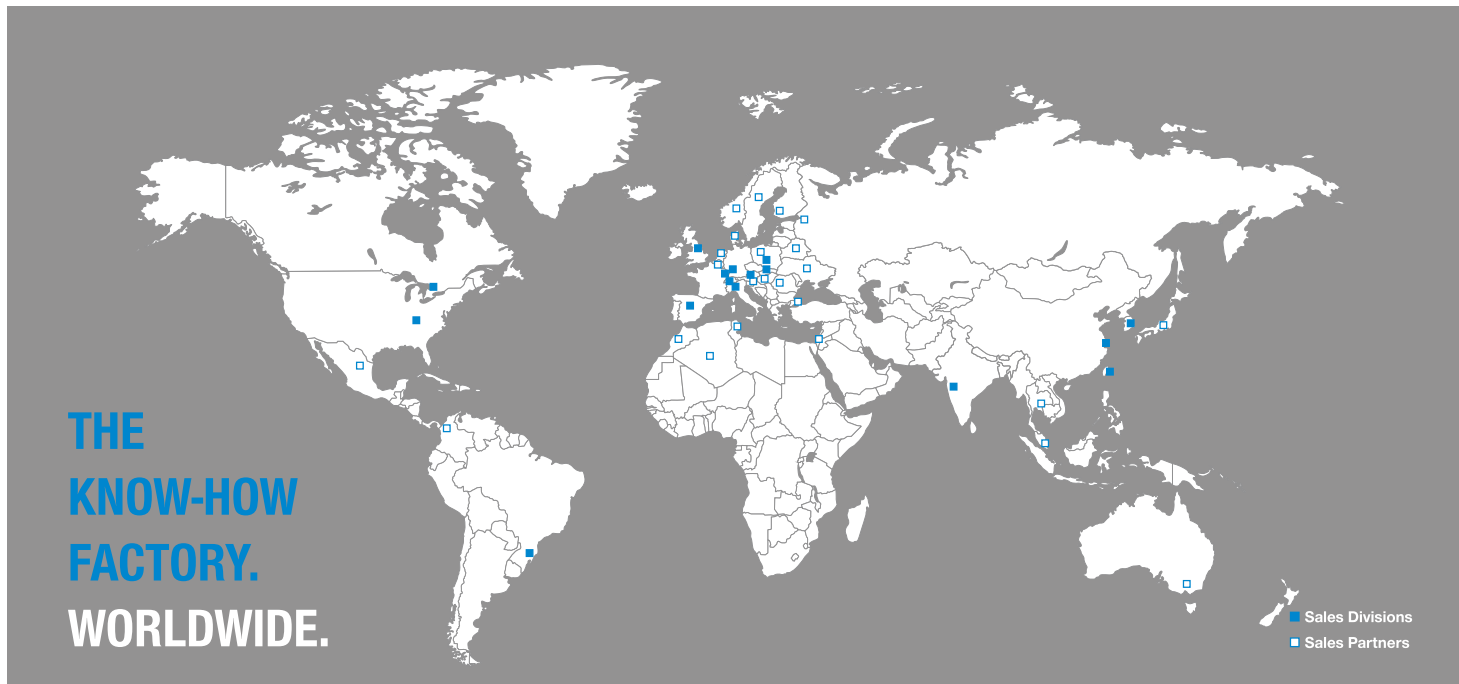 THE
KNOW-HOW
FACTORY.
WORLDWIDE.
Sales Divisions
Sales Partners